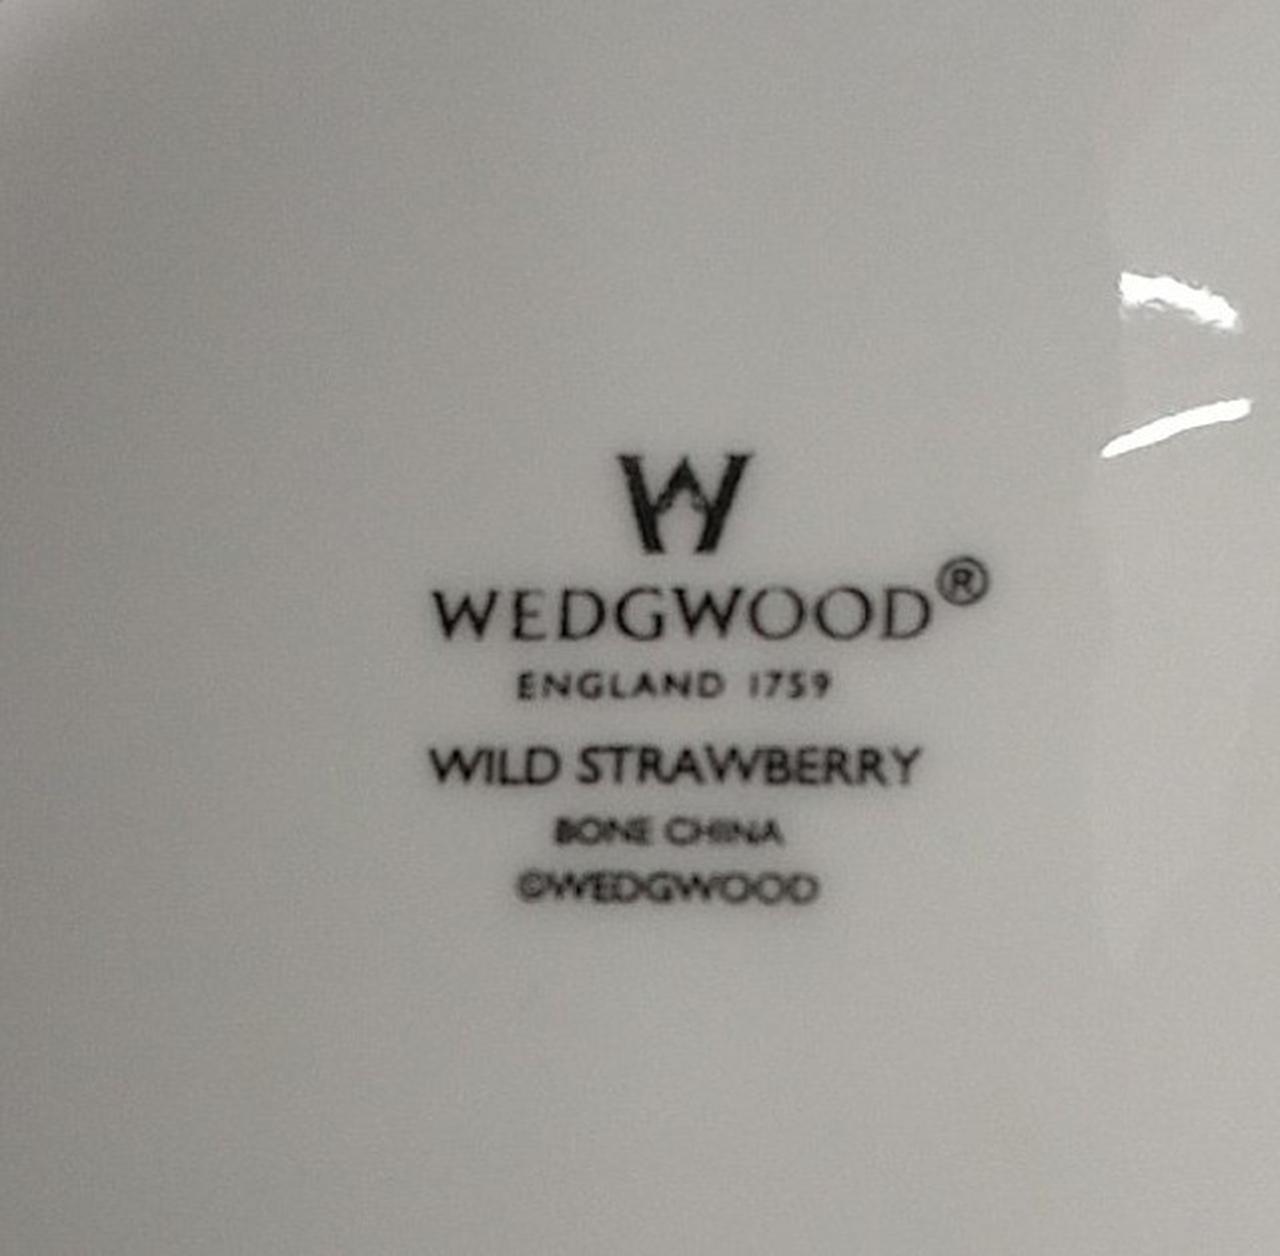 W
WEDGWOOD®
ENGLAND 1759
WILD STRAWBERRY
BONE CHINA
©WEDGWOOD